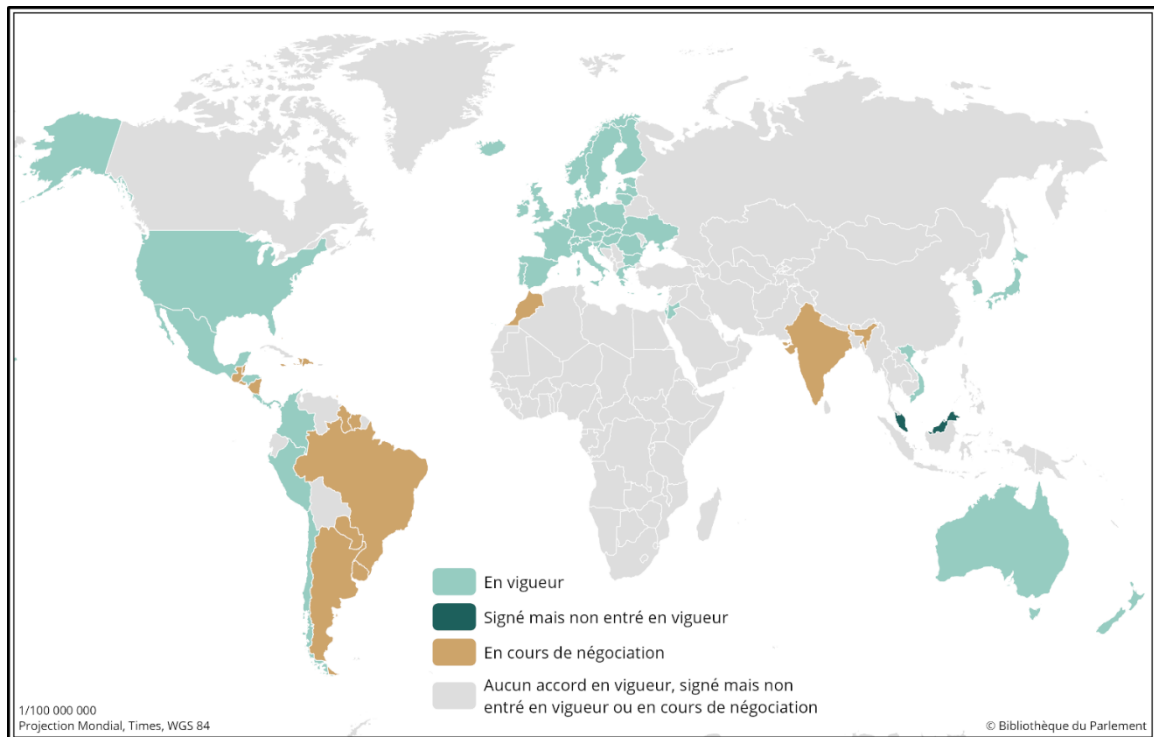 En vigueur
Signé mais non entré en vigueur
En cours de négociation
Aucun accord en vigueur, signé mais non
entré en vigueur ou en cours de négociation
1/100 000 000
Projection Mondial, Times, WGS 84
© Bibliothèque du Parlement